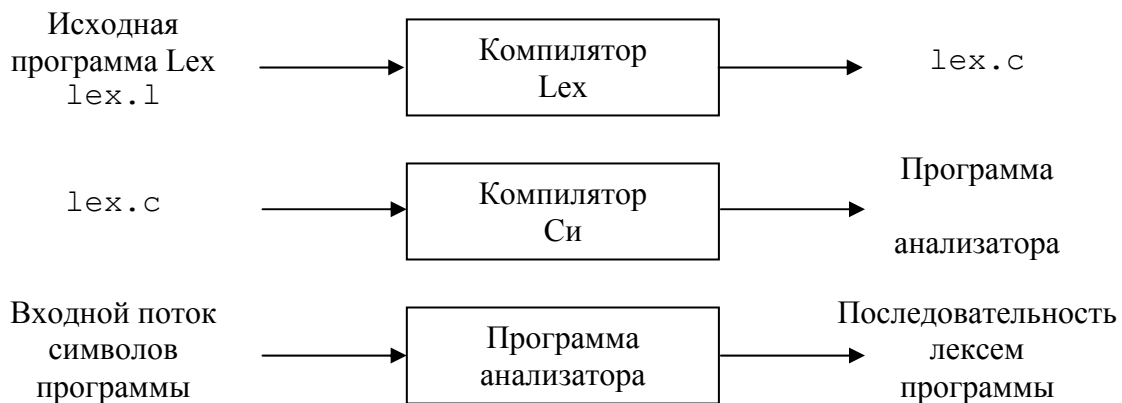 Исходная
программа Lex
lex.l
Компилятор
Lex
lex.c
lex.c
Компилятор
Си
Программа
анализатора
Входной поток
символов
программы
Программа
анализатора
Последовательность
лексем
программы